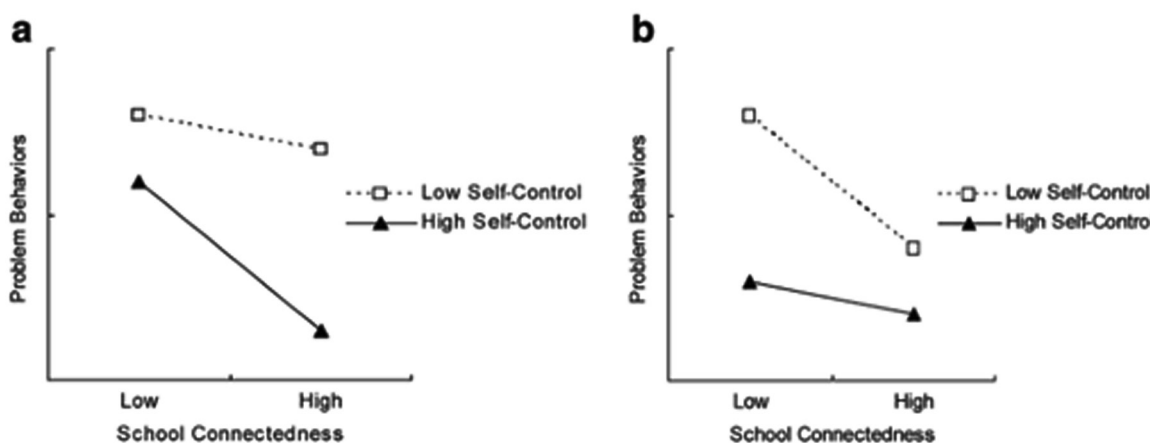 a
Problem Behaviors
Low Self-Control
High Self-Control
Low High
School Connectedness
b
Problem Behaviors
Low Self-Control
High Self-Contro
Low High
School Connectedness